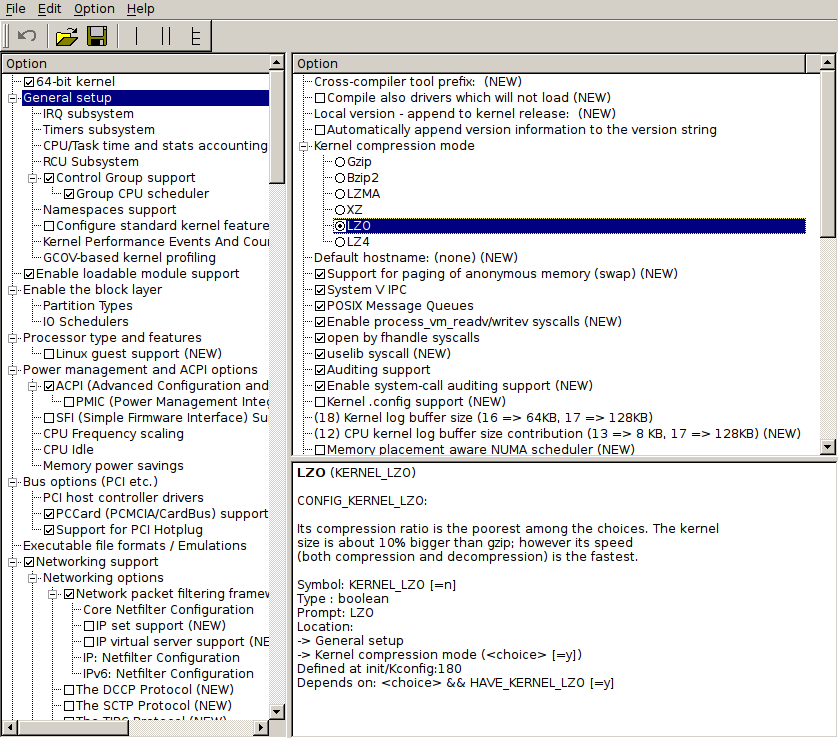 File Edit Option Help
Option
64-bit kernel
General setup
IRQ subsystem
Timers subsystem
CPU/Task time and stats accounting
RCU Subsystem
Control Group support
Group CPU scheduler
Namespaces support
Configure standard kernel feature
Kernel Performance Events And Cou
GCOV-based kernel profiling
Enable loadable module support
Enable the block layer
Partition Types
IO Schedulers
Processor type and features
Linux guest support (NEW)
Power management and ACPI options
ACPI (Advanced Configuration and
PMIC (Power Management Inte
SFI (Simple Firmware Interface) Su
CPU Frequency scaling
CPU Idle
Memory power savings
Bus options (PCI etc.)
PCI host controller drivers
PCCard (PCMCIA/CardBus) support
Support for PCI Hotplug
Executable file formats / Emulations
Networking support
Networking options
Network packet filtering framew
Core Netfilter Configuration
IP set support (NEW)
IP virtual server support (NE
IP: Netfilter Configuration
IPv6: Netfilter Configuration
The DCCP Protocol (NEW)
The SCTP Protocol (NEW)
The TIPC Protocol (NEW)
Option
Cross-compiler tool prefix: (NEW)
Compile also drivers which will not load (NEW)
Local version - append to kernel release: (NEW)
Automatically append version information to the version string
Kernel compression mode
Gzip
Bzip2
LZMA
XZ
LZO
LZ4
Default hostname: (none) (NEW)
Support for paging of anonymous memory (swap) (NEW)
System V IPC
POSIX Message Queues
Enable process_vm_readv/writev syscalls (NEW)
open by fhandle syscalls
uselib syscall (NEW)
Auditing support
Enable system-call auditing support (NEW)
Kernel .config support (NEW)
(18) Kernel log buffer size (16 => 64KB, 17 => 128KB)
(12) CPU kernel log buffer size contribution (13 => 8 KB, 17 => 128KB) (NEW)
Memory placement aware NUMA scheduler (NEW)
LZO (KERNEL_LZO)
CONFIG_KERNEL_LZO:
Its compression ratio is the poorest among the choices. The kernel
size is about 10% bigger than gzip; however its speed
(both compression and decompression) is the fastest.
Symbol: KERNEL_LZO [=n]
Type : boolean
Prompt: LZO
Location:
-> General setup
-> Kernel compression mode (<choice> [=y])
Defined at init/Kconfig:180
Depends on: <choice> && HAVE_KERNEL_LZO [=y]